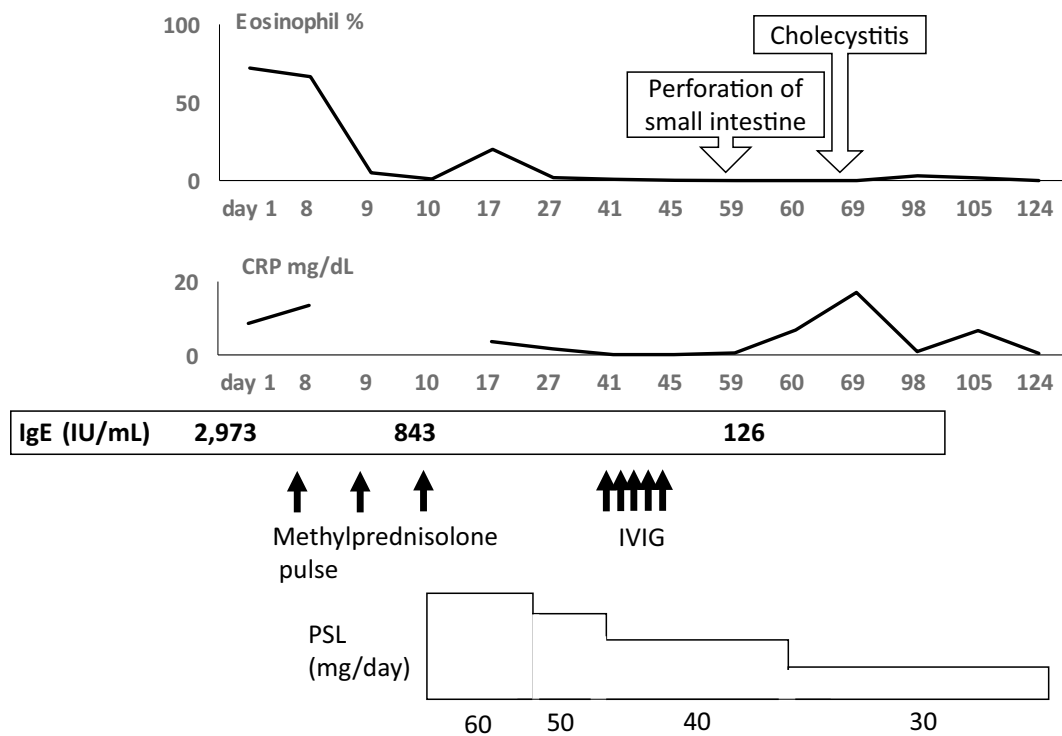 Eosinophil %
100
50
0
Cholecystitis
Perforation of
small intestine
day 1 8 9 10 17 27 41 45 59 60 69 98 105 124
CRP mg/dL
20
0
day 1 8 9 10 17 27 41 45 59 60 69 98 105 124
IgE (IU/mL) 2,973 843 126
Methylprednisolone
pulse
IVIG
PSL
(mg/day)
60 50 40 30